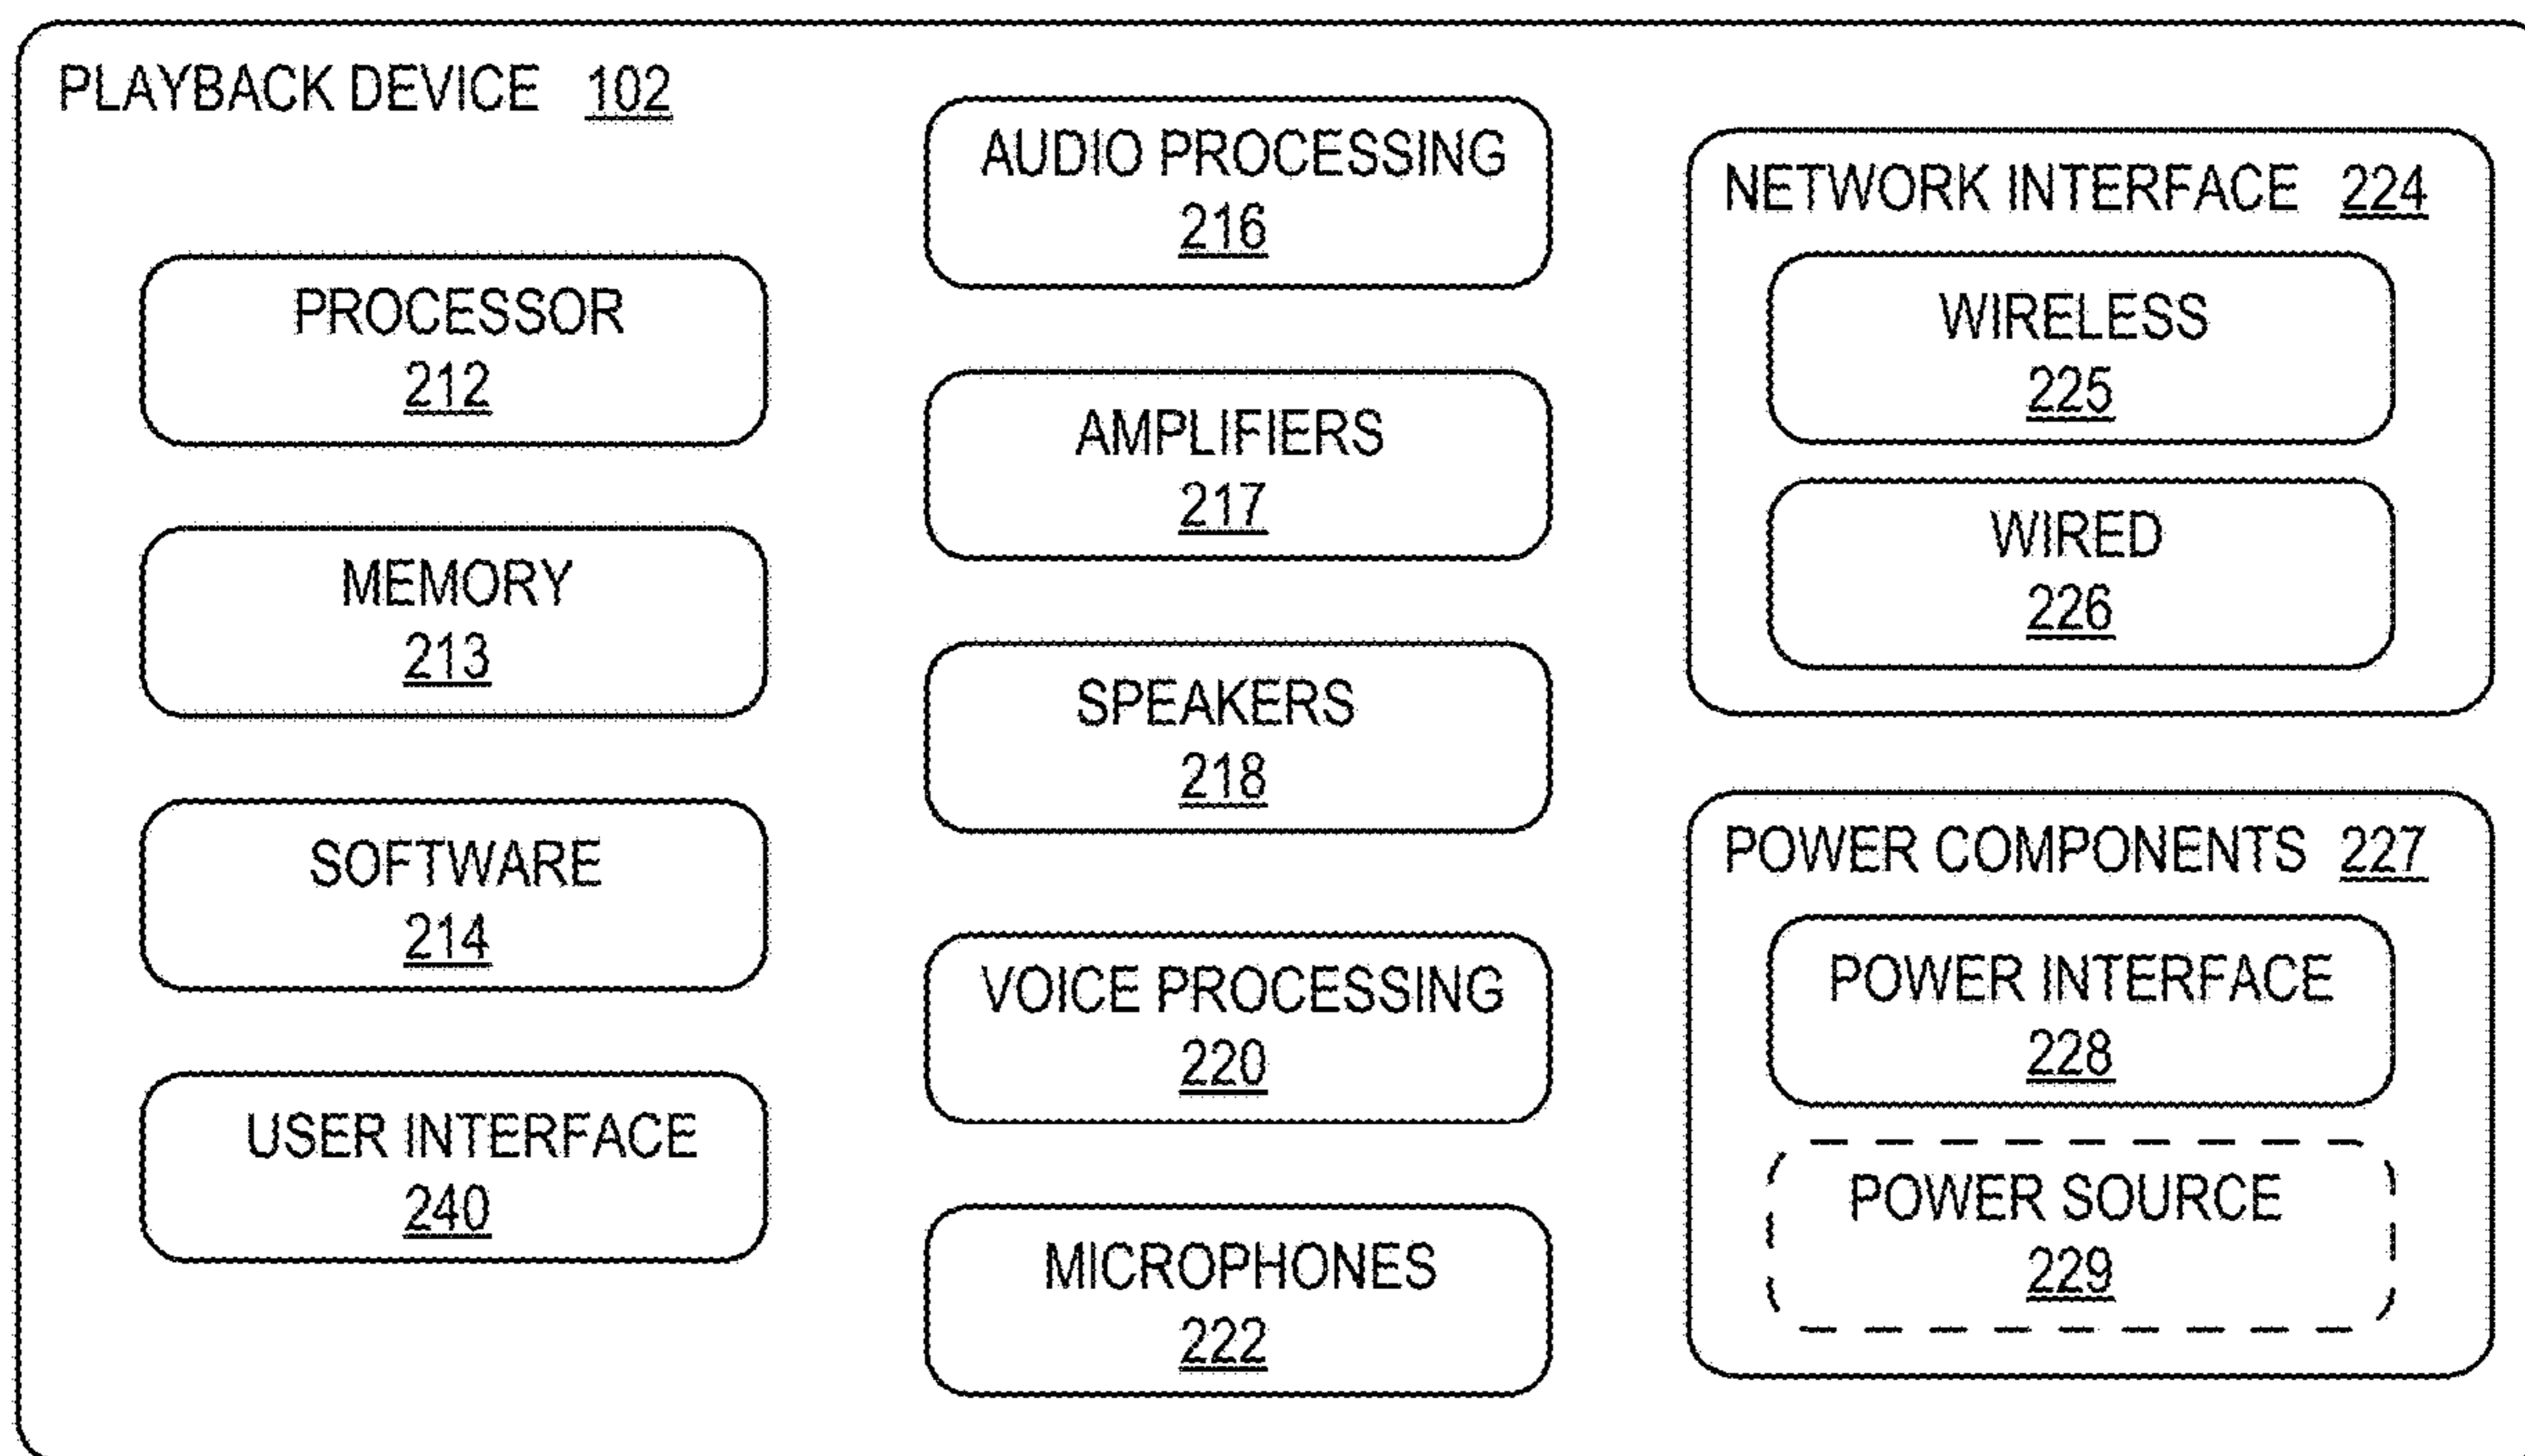 PLAYBACK DEVICE 102
PROCESSOR
212
MEMORY
213
SOFTWARE
214
USER INTERFACE
240
AUDIO PROCESSING
216
AMPLIFIERS
217
SPEAKERS
218
VOICE PROCESSING
220
MICROPHONES
222
NETWORK INTERFACE 224
WIRELESS
225
WIRED
226
POWER COMPONENTS 227
POWER INTERFACE
228
POWER SOURCE
229